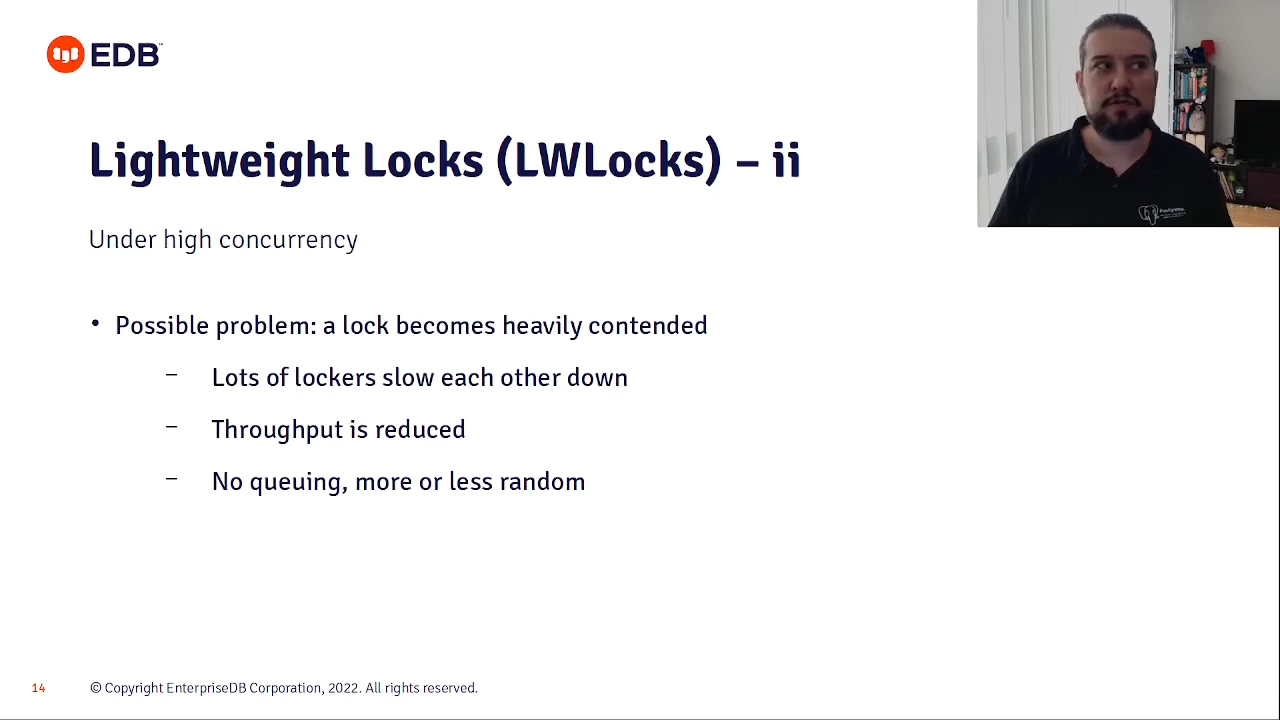 EDB™
Lightweight Locks (LWLocks) – ii
Under high concurrency
• Possible problem: a lock becomes heavily contended
– Lots of lockers slow each other down
– Throughput is reduced
– No queuing, more or less random
14 © Copyright EnterpriseDB Corporation, 2022. All rights reserved.